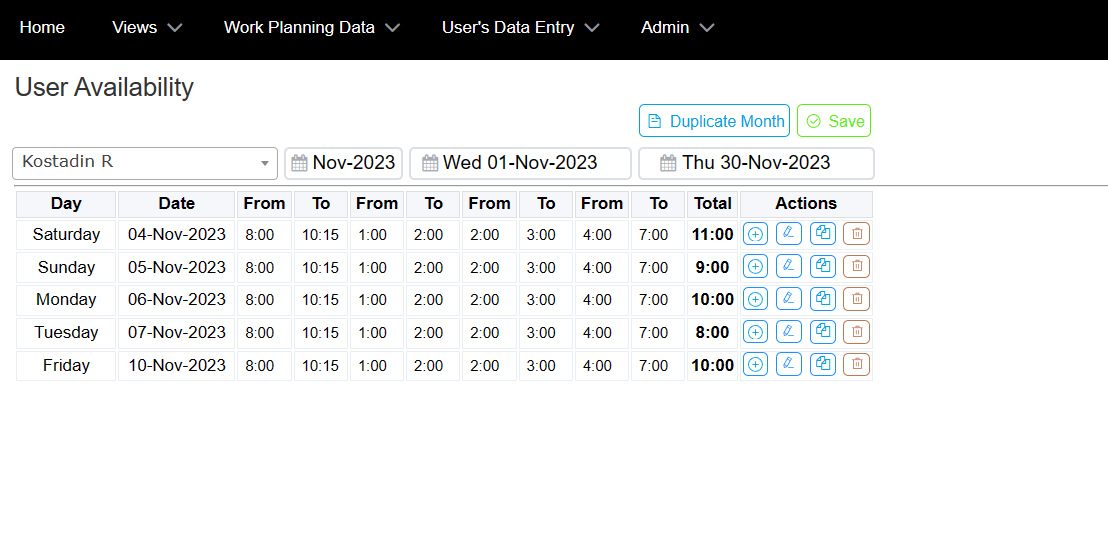 Home Views Work Planning Data User's Data Entry Admin
User Availability
Duplicate Month Save
Kostadin R Nov-2023 Wed 01-Nov-2023 Thu 30-Nov-2023
Day Date From To From To From To From To Total Actions
Saturday 04-Nov-2023 8:00 10:15 1:00 2:00 2:00 3:00 4:00 7:00 11:00
Sunday 05-Nov-2023 8:00 10:15 1:00 2:00 2:00 3:00 4:00 7:00 9:00
Monday 06-Nov-2023 8:00 10:15 1:00 2:00 2:00 3:00 4:00 7:00 10:00
Tuesday 07-Nov-2023 8:00 10:15 1:00 2:00 2:00 3:00 4:00 7:00 8:00
Friday 10-Nov-2023 8:00 10:15 1:00 2:00 2:00 3:00 4:00 7:00 10:00